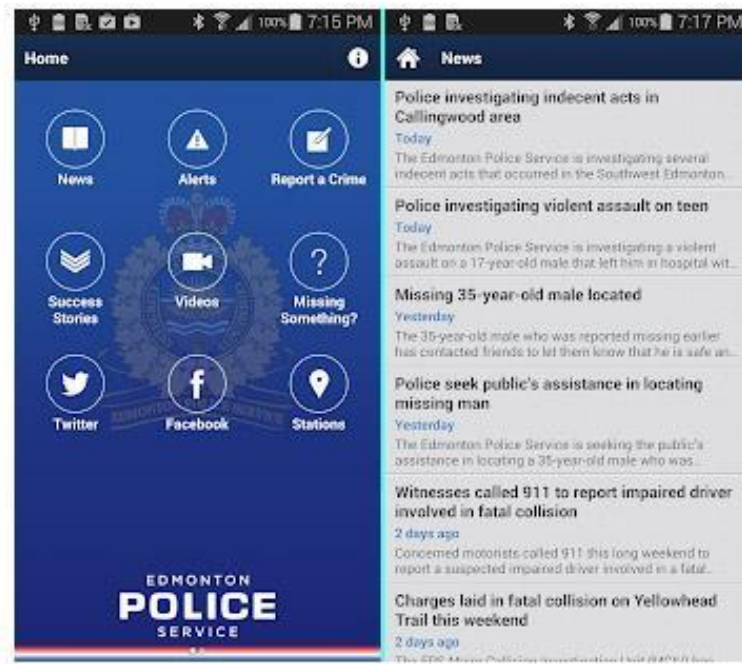 100% 7:15 PM
Home
News
Alerts
Report a Crime
Success
Stories
Videos
Missing
Something?
Twitter
Facebook
Stations
EDMONTON
POLICE
SERVICE
100% 7:17 PM
News
Police investigating indecent acts in
Callingwood area
Today
The Edmonton Police Service is investigating several
indecent acts that occurred in the Southwest Edmonton...
Police investigating violent assault on teen
Today
The Edmonton Police Service is investigating a violent
assault on a 17-year-old male that left him in hospital wit...
Missing 35-year-old male located
Yesterday
The 35-year-old male who was reported missing earlier
has contacted friends to let them know that he is safe an...
Police seek public's assistance in locating
missing man
Yesterday
The Edmonton Police Service is seeking the public's
assistance in locating a 35-year-old male who was...
Witnesses called 911 to report impaired driver
involved in fatal collision
2 days ago
Concerned motorists called 911 this long weekend to
report a suspected impaired driver involved in a fatal...
Charges laid in fatal collision on Yellowhead
Trail this weekend
2 days ago